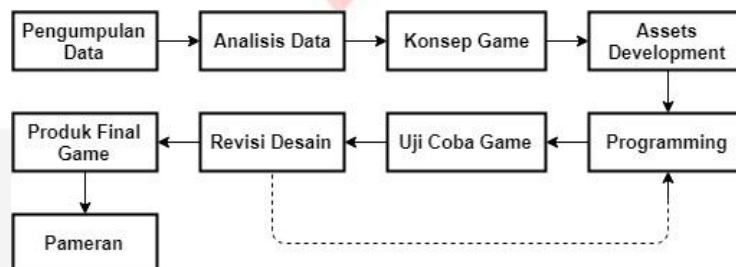 Pengumpulan
Data
Analisis Data
Konsep Game
Assets
Development
Produk Final
Game
Revisi Desain
Uji Coba Game
Programming
Pameran